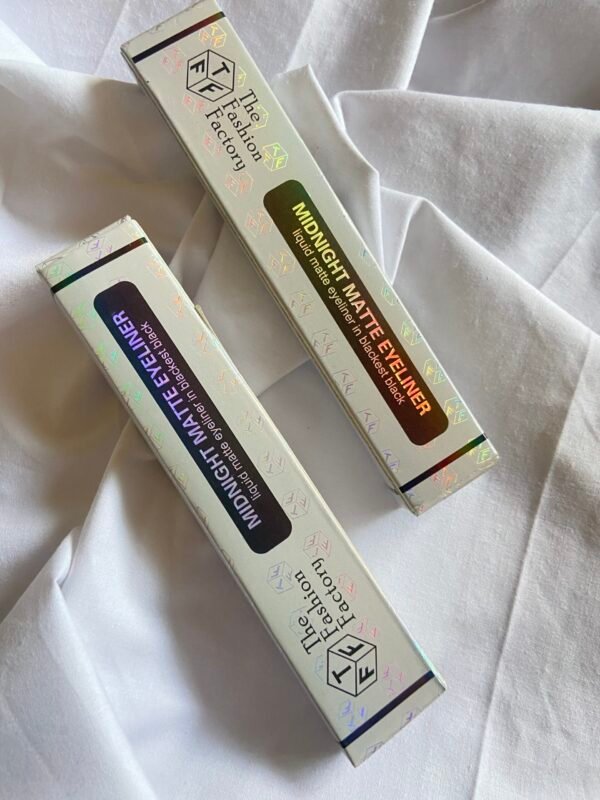 T
F F
The
Fashion
Factory
MIDNIGHT MATTE EYELINER
liquid matte eyeliner in blackest black
MIDNIGHT MATTE EYELINER
liquid matte eyeliner in blackest black
The
Fashion
Factory
T
F F